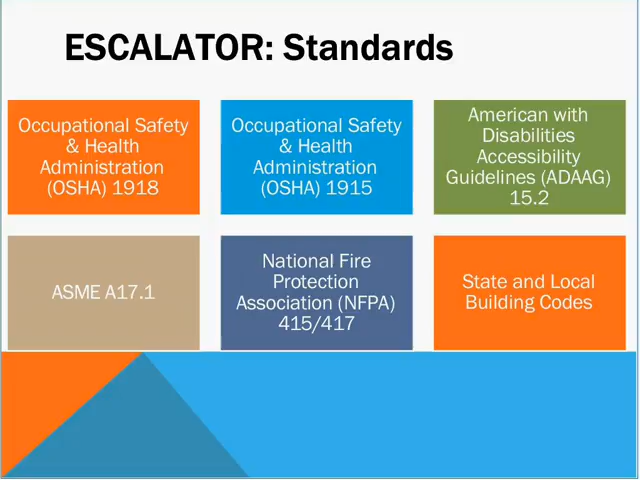 ESCALATOR: Standards
Occupational Safety
& Health
Administration
(OSHA) 1918
Occupational Safety
& Health
Administration
(OSHA) 1915
American with
Disabilities
Accessibility
Guidelines (ADAAG)
15.2
ASME A17.1
National Fire
Protection
Association (NFPA)
415/417
State and Local
Building Codes